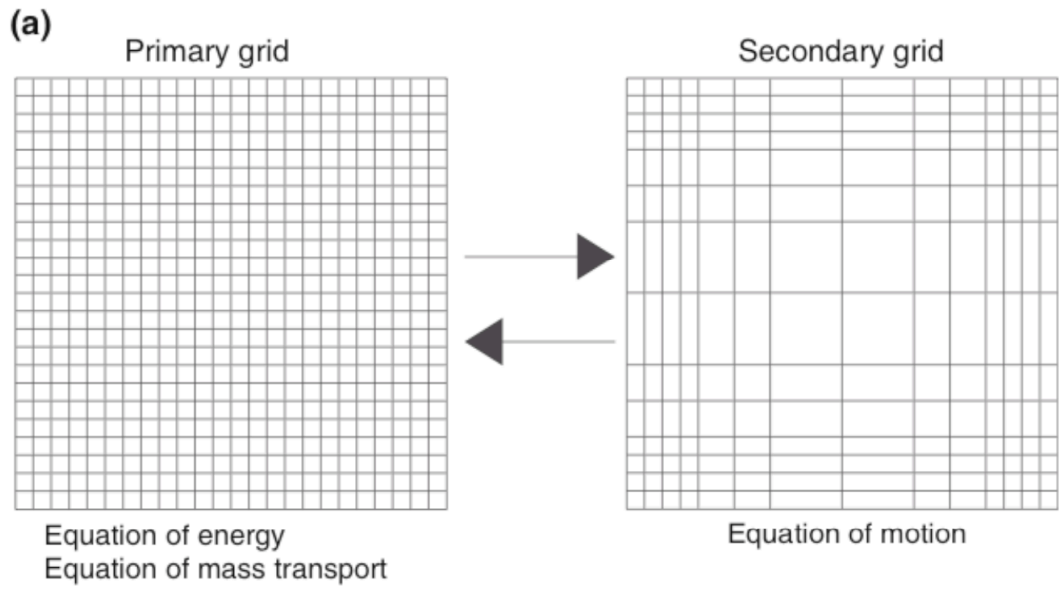 (a)
Primary grid
Secondary grid
Equation of energy
Equation of mass transport
Equation of motion